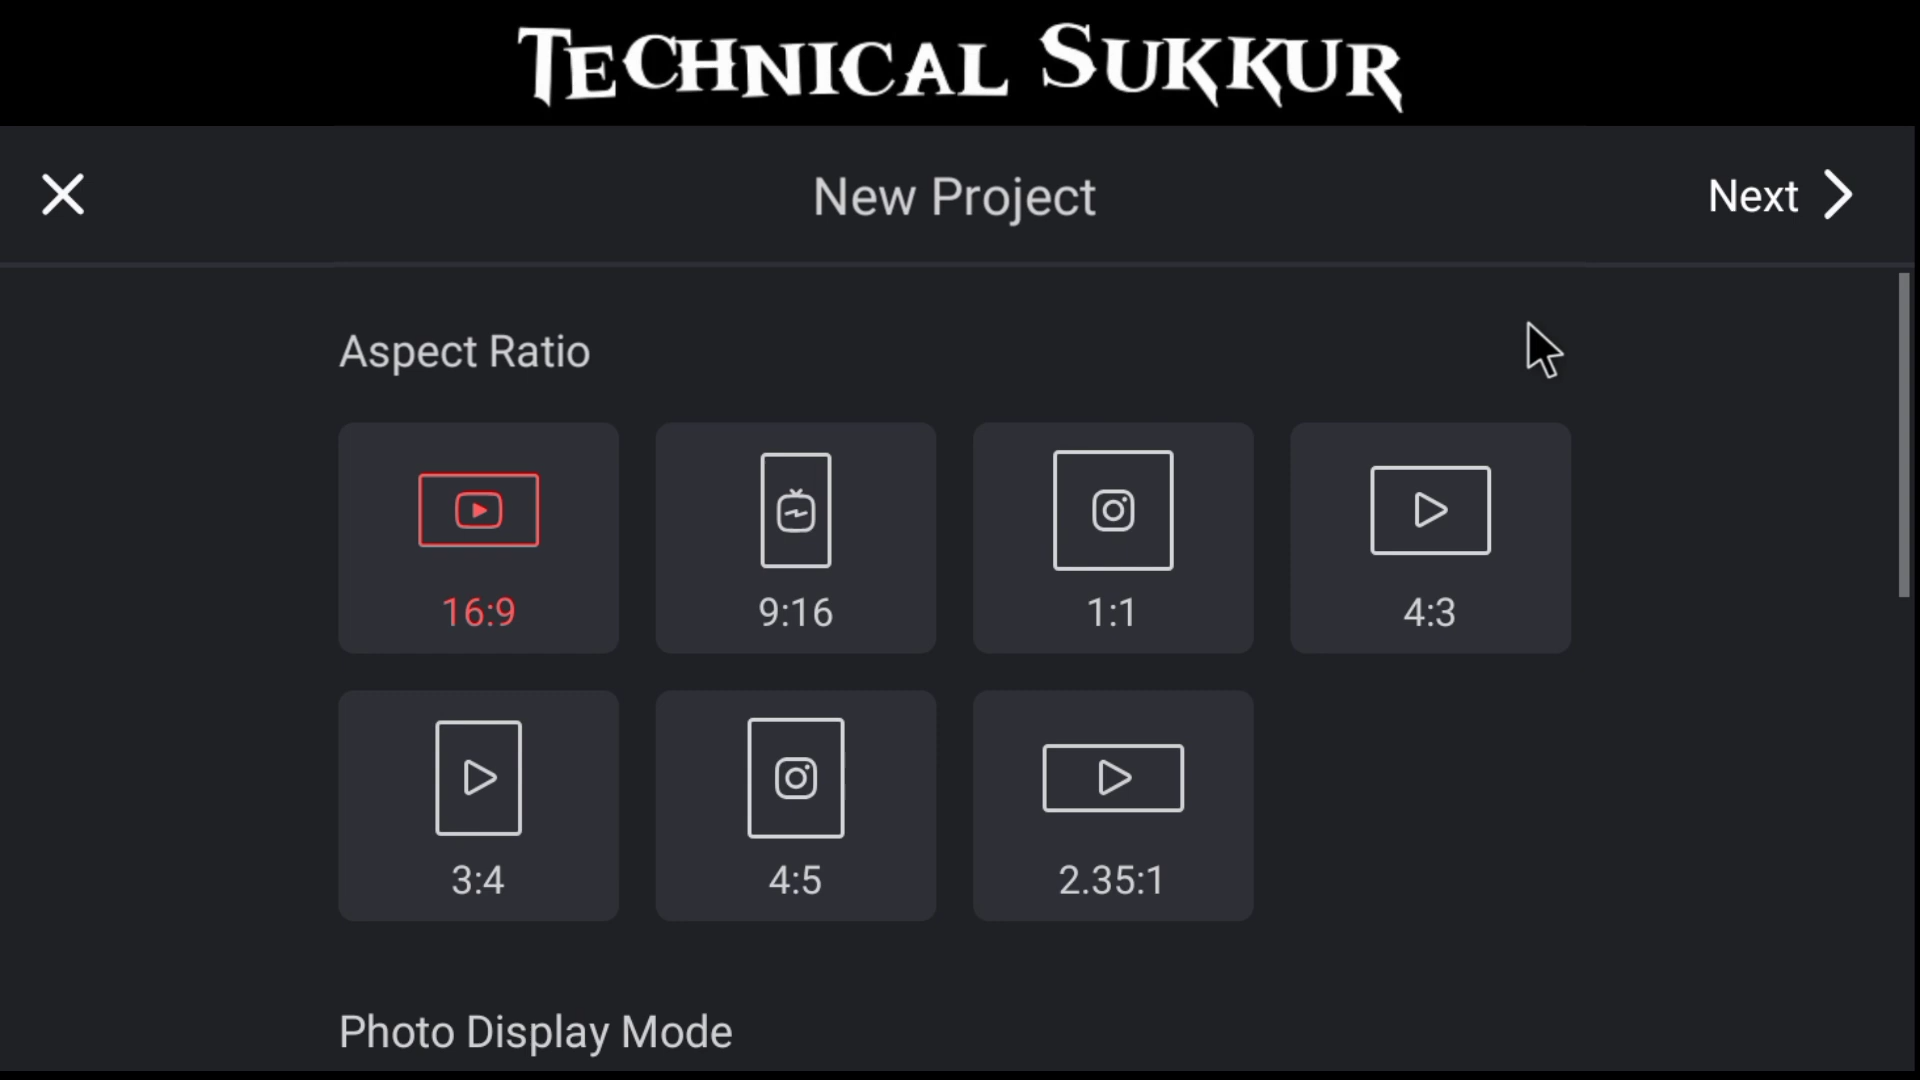 TECHNICAL SUKKUR
New Project
Next
Aspect Ratio
16:9
9:16
1:1
4:3
3:4
4:5
2.35:1
Photo Display Mode